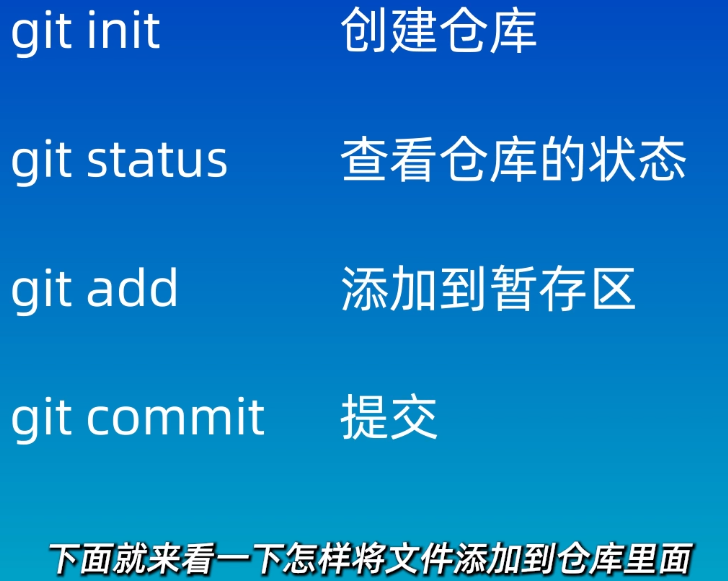 git init 创建仓库
git status 查看仓库的状态
git add 添加到暂存区
git commit 提交
下面就来看一下怎样将文件添加到仓库里面